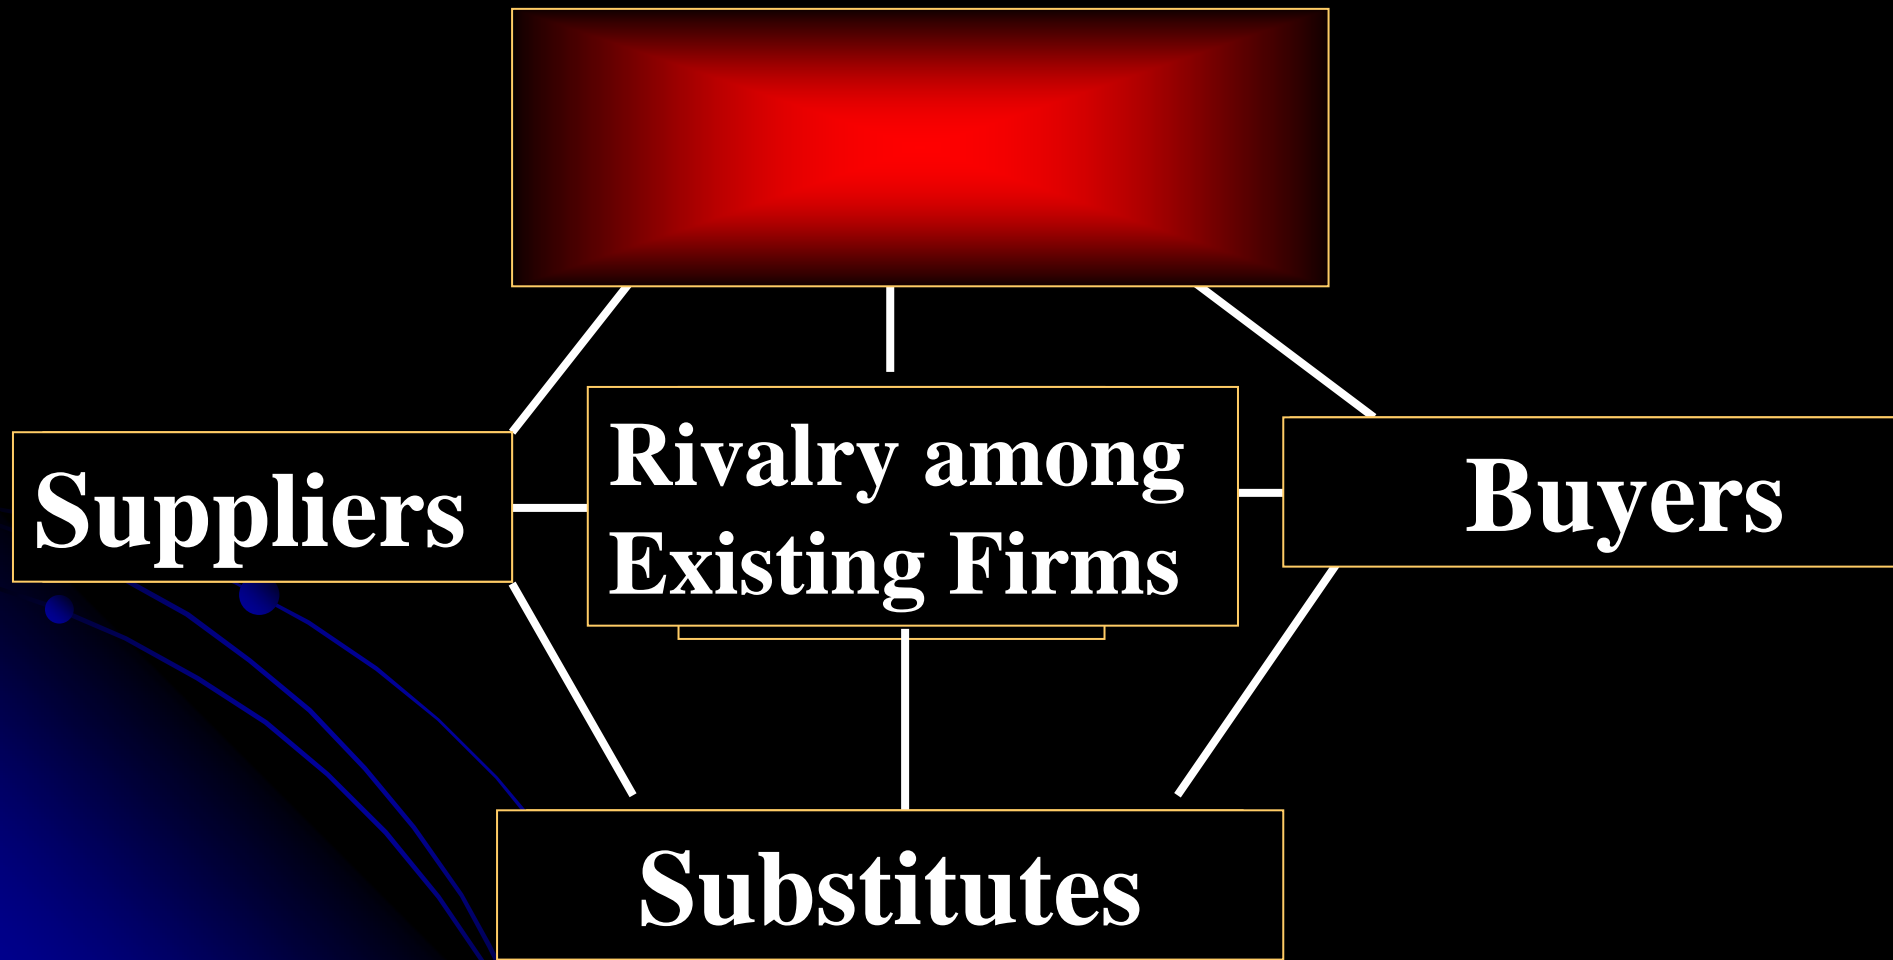 Suppliers
Rivalry among
Existing Firms
Buyers
Substitutes